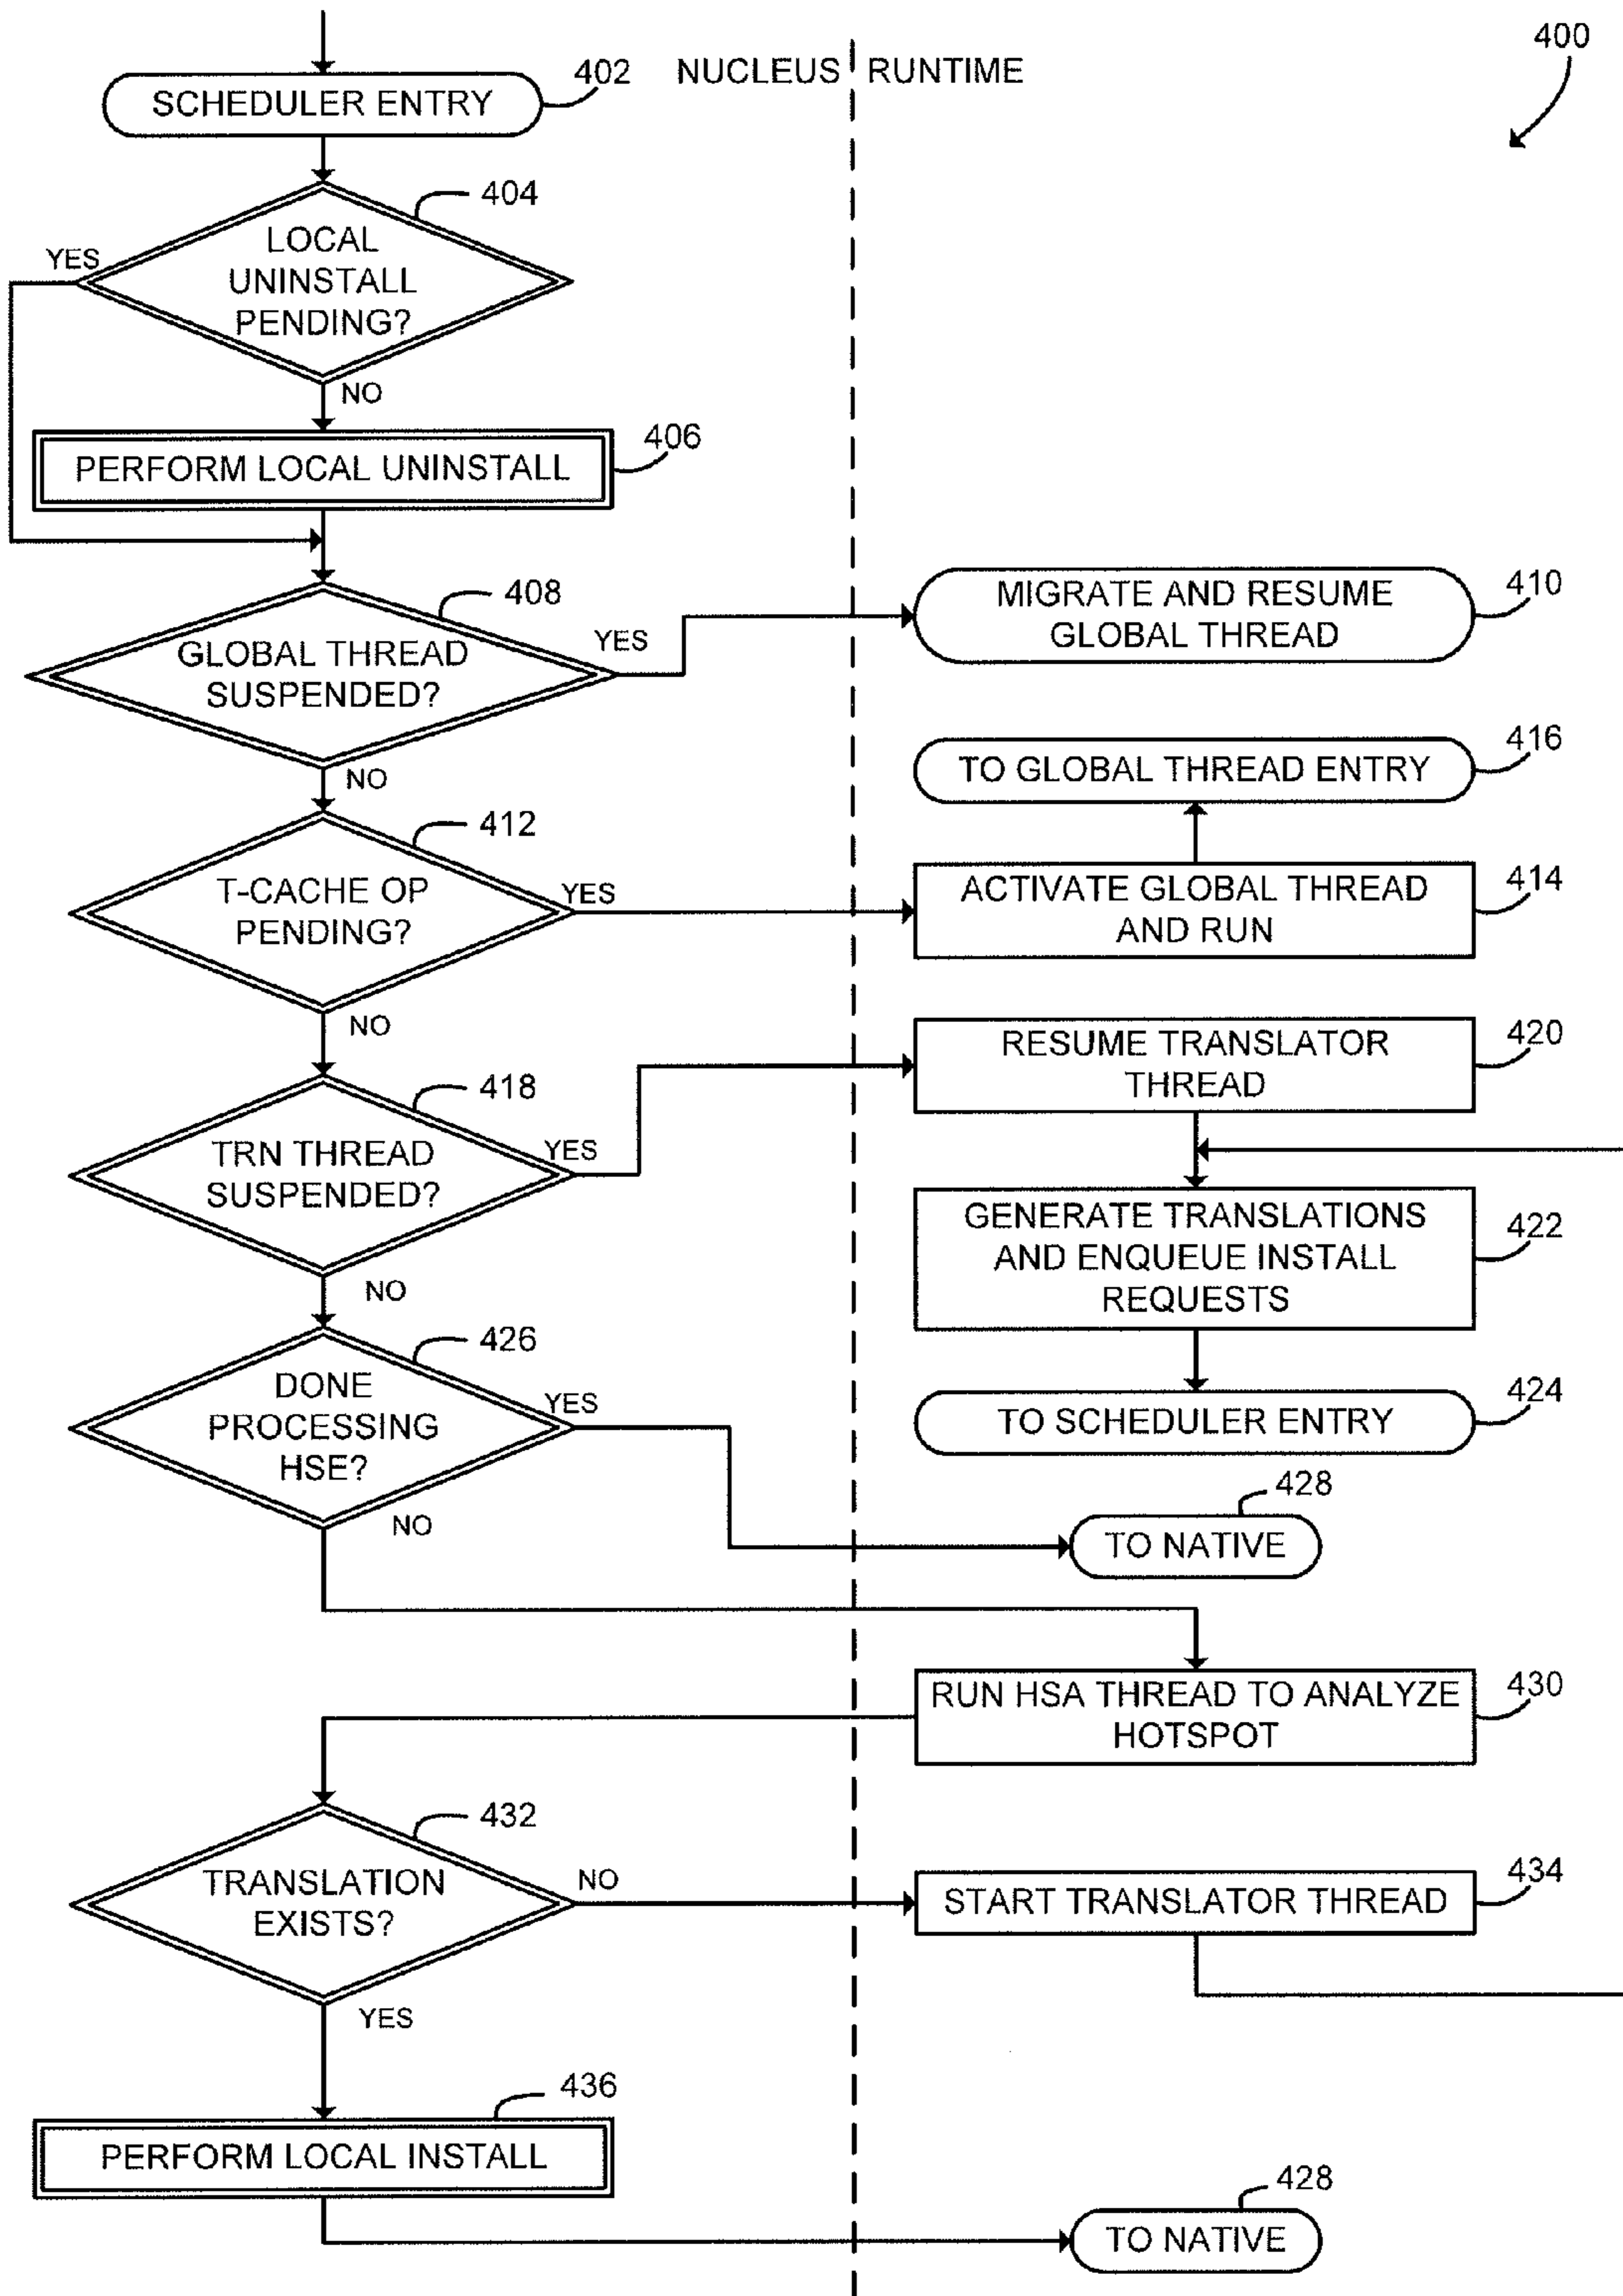 400
NUCLEUS RUNTIME
SCHEDULER ENTRY
402
404
LOCAL
UNINSTALL
PENDING?
YES
NO
PERFORM LOCAL UNINSTALL
406
408
GLOBAL THREAD
SUSPENDED?
YES
NO
MIGRATE AND RESUME
GLOBAL THREAD
410
TO GLOBAL THREAD ENTRY
416
412
T-CACHE OP
PENDING?
YES
NO
ACTIVATE GLOBAL THREAD
AND RUN
414
418
TRN THREAD
SUSPENDED?
YES
NO
RESUME TRANSLATOR
THREAD
420
GENERATE TRANSLATIONS
AND ENQUEUE INSTALL
REQUESTS
422
TO SCHEDULER ENTRY
424
426
DONE
PROCESSING
HSE?
YES
NO
428
TO NATIVE
RUN HSA THREAD TO ANALYZE
HOTSPOT
430
432
TRANSLATION
EXISTS?
NO
YES
START TRANSLATOR THREAD
434
436
PERFORM LOCAL INSTALL
428
TO NATIVE